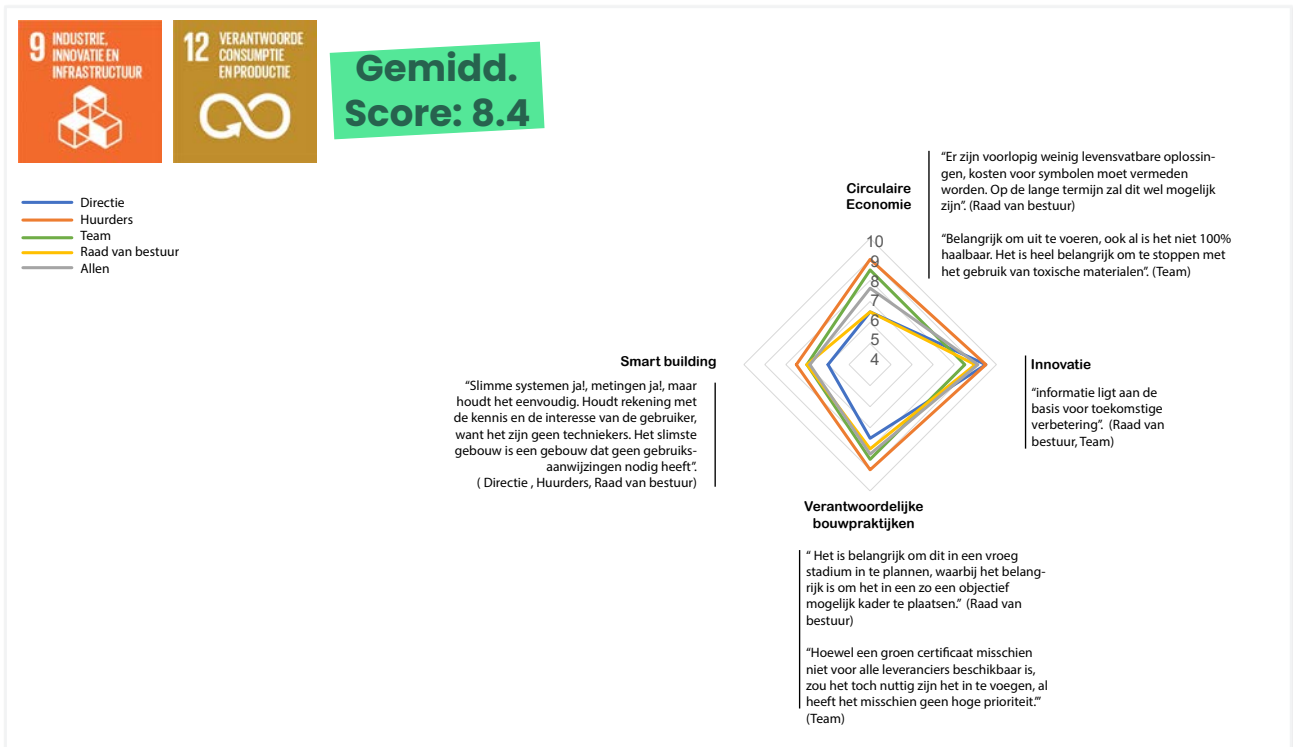 9 INDUSTRIE,
INNOVATIE EN
INFRASTRUCTUUR
12 VERANTWOORDE
CONSUMPTIE
EN PRODUCTIE
Gemidd.
Score: 8.4
Directie
Huurders
Team
Raad van bestuur
Allen
Circulaire
Economie
“Er zijn voorlopig weinig levensvatbare oplossin-
gen, kosten voor symbolen moet vermeden
worden. Op de lange termijn zal dit wel mogelijk
zijn”. (Raad van bestuur)
“Belangrijk om uit te voeren, ook al is het niet 100%
haalbaar. Het is heel belangrijk om te stoppen met
het gebruik van toxische materialen”. (Team)
10
9
8
7
6
5
4
Smart building
“Slimme systemen ja!, metingen ja!, maar
houdt het eenvoudig. Houdt rekening met
de kennis en de interesse van de gebruiker,
want het zijn geen techniekers. Het slimste
gebouw is een gebouw dat geen gebruiks-
aanwijzingen nodig heeft”.
( Directie , Huurders, Raad van bestuur)
Innovatie
“informatie ligt aan de
basis voor toekomstige
verbetering”. (Raad van
bestuur, Team)
Verantwoordelijke
bouwpraktijken
“ Het is belangrijk om dit in een vroeg
stadium in te plannen, waarbij het belang-
rijk is om het in een zo een objectief
mogelijk kader te plaatsen.” (Raad van
bestuur)
“Hoewel een groen certificaat misschien
niet voor alle leveranciers beschikbaar is,
zou het toch nuttig zijn het in te voegen, al
heeft het misschien geen hoge prioriteit.’”
(Team)